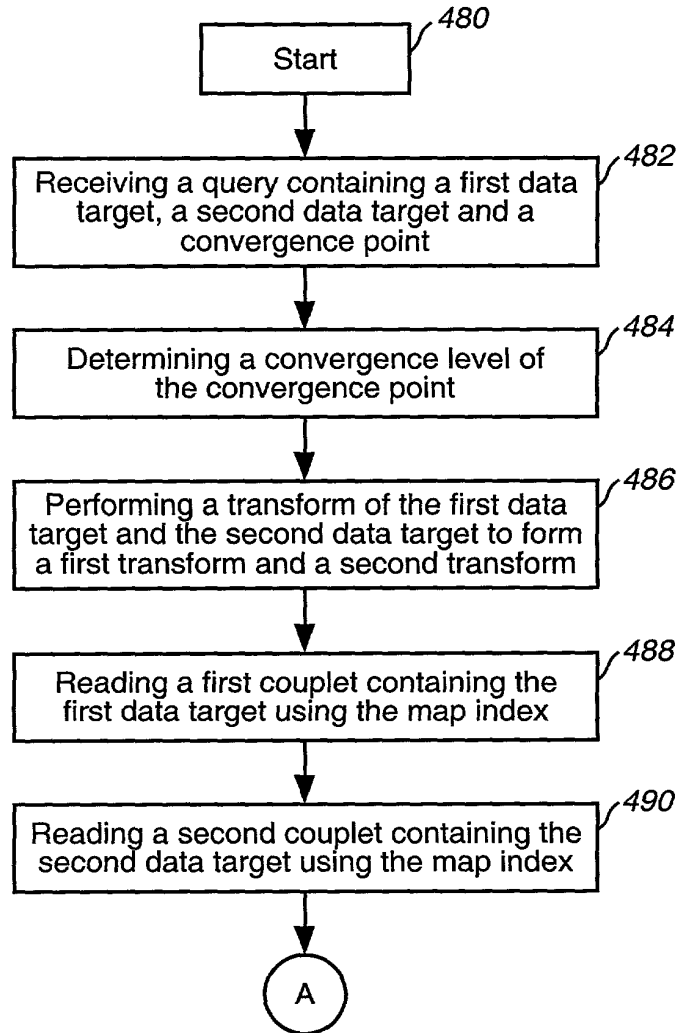 480
Start
482
Receiving a query containing a first data
target, a second data target and a
convergence point
484
Determining a convergence level of
the convergence point
486
Performing a transform of the first data
target and the second data target to form
a first transform and a second transform
488
Reading a first couplet containing the
first data target using the map index
490
Reading a second couplet containing the
second data target using the map index
A